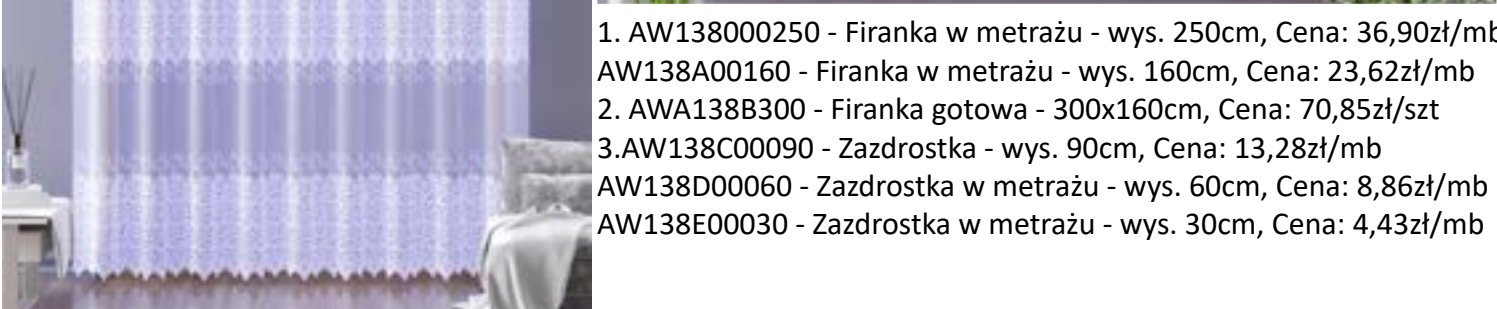 1. AW138000250 - Firanka w metrażu - wys. 250cm, Cena: 36,90zł/mb
AW138A00160 - Firanka w metrażu - wys. 160cm, Cena: 23,62zł/mb
2. AWA138B300 - Firanka gotowa - 300x160cm, Cena: 70,85zł/szt
3.AW138C00090 - Zazdrostka - wys. 90cm, Cena: 13,28zł/mb
AW138D00060 - Zazdrostka w metrażu - wys. 60cm, Cena: 8,86zł/mb
AW138E00030 - Zazdrostka w metrażu - wys. 30cm, Cena: 4,43zł/mb